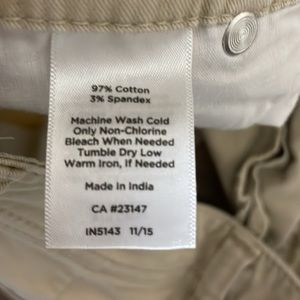 97% Cotton
3% Spandex
Machine Wash Cold
Only Non-Chlorine
Bleach When Needed
Tumble Dry Low
Warm Iron, If Needed
Made in India
CA #23147
IN5143 11/15